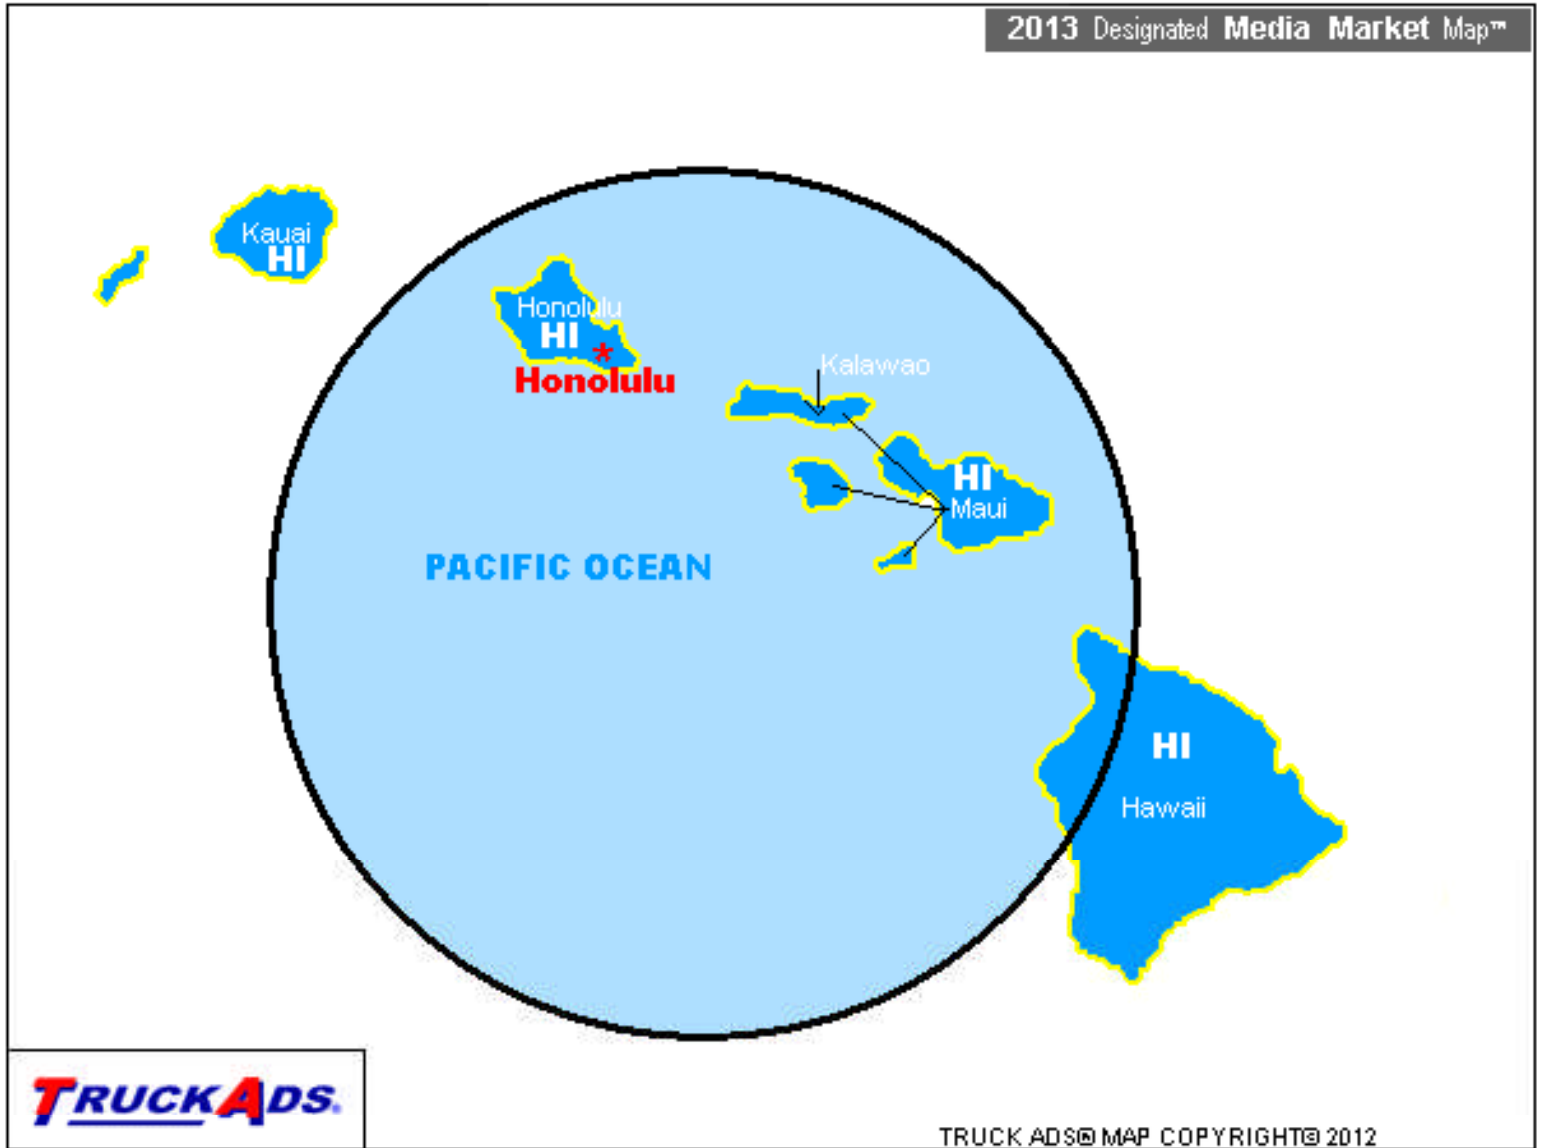 2013 Designated Media Market Map™
Kauai
HI
Honolulu
HI
*
Honolulu
Kalawao
HI
Maui
PACIFIC OCEAN
HI
Hawaii
TRUCKADS.
TRUCK ADS® MAP COPYRIGHT© 2012